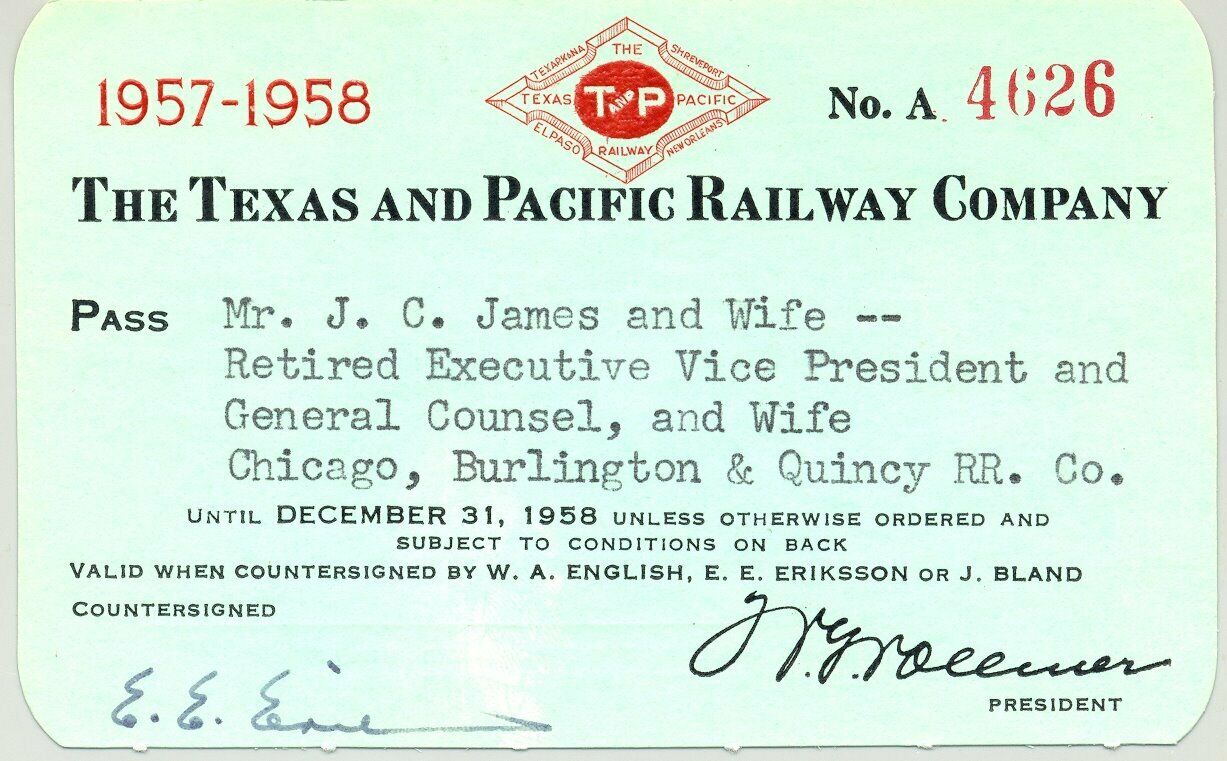 1957-1958
THE
TEXARKANA
SHREVEPORT
TEXAS T AND P PACIFIC
EL PASO
RAILWAY
NEW ORLEANS
No. A 4626
THE TEXAS AND PACIFIC RAILWAY COMPANY
PASS Mr. J. C. James and Wife --
Retired Executive Vice President and
General Counsel, and Wife
Chicago, Burlington & Quincy RR. Co.
UNTIL DECEMBER 31, 1958 UNLESS OTHERWISE ORDERED AND
SUBJECT TO CONDITIONS ON BACK
VALID WHEN COUNTERSIGNED BY W. A. ENGLISH, E. E. ERIKSSON OR J. BLAND
COUNTERSIGNED
E. E.
W. G. Vollmer
PRESIDENT